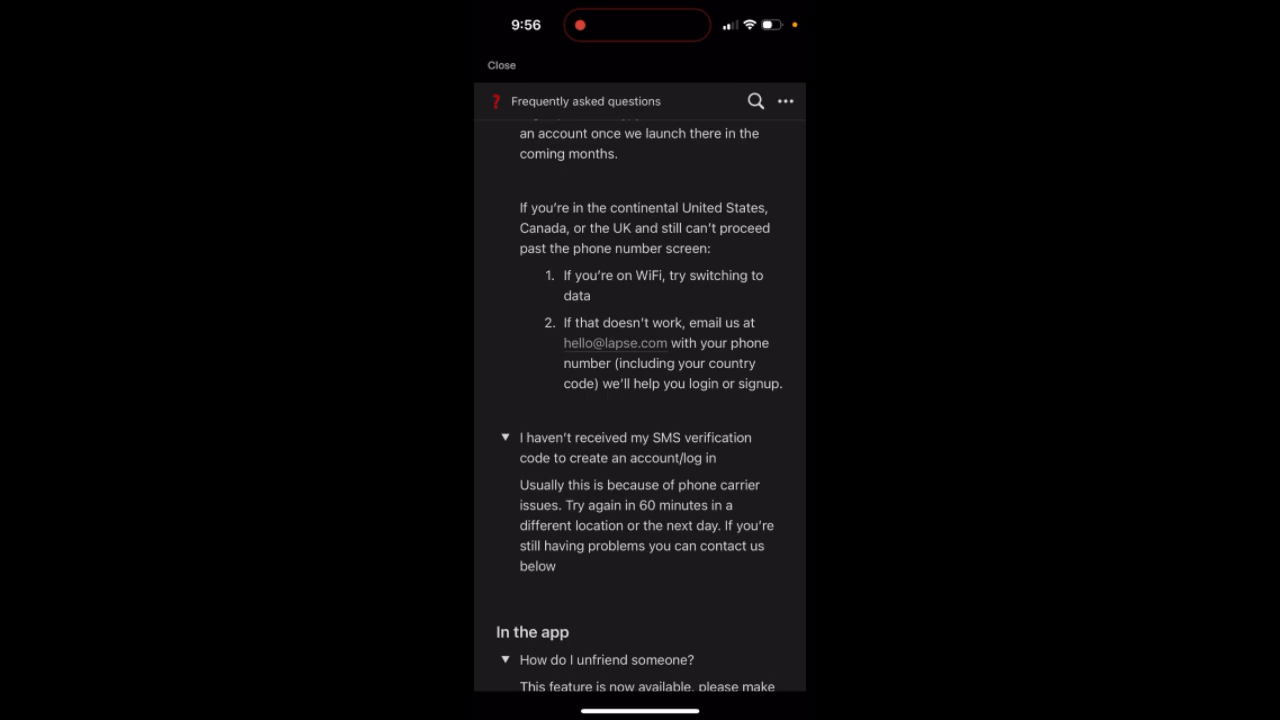 9:56
Close
Frequently asked questions
an account once we launch there in the
coming months.
If you're in the continental United States,
Canada, or the UK and still can't proceed
past the phone number screen:
1. If you're on WiFi, try switching to
data
2. If that doesn't work, email us at
hello@lapse.com with your phone
number (including your country
code) we'll help you login or signup.
I haven't received my SMS verification
code to create an account/log in
Usually this is because of phone carrier
issues. Try again in 60 minutes in a
different location or the next day. If you're
still having problems you can contact us
below
In the app
How do I unfriend someone?
This feature is now available, please make